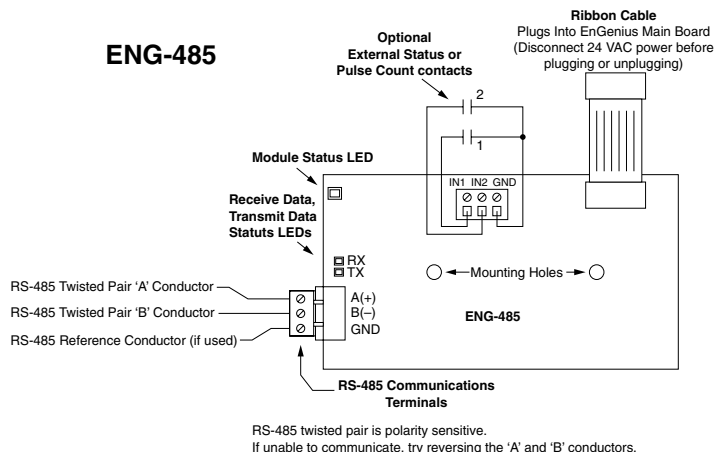 ENG-485
Optional
External Status or
Pulse Count contacts
Ribbon Cable
Plugs Into EnGenius Main Board
(Disconnect 24 VAC power before
plugging or unplugging)
2
1
Module Status LED
IN1 IN2 GND
Receive Data,
Transmit Data
Statuts LEDs
RX
TX
Mounting Holes
RS-485 Twisted Pair ‘A’ Conductor
A(+)
RS-485 Twisted Pair ‘B’ Conductor
B(–)
ENG-485
RS-485 Reference Conductor (if used)
GND
RS-485 Communications
Terminals
RS-485 twisted pair is polarity sensitive.
If unable to communicate, try reversing the ‘A’ and ‘B’ conductors.